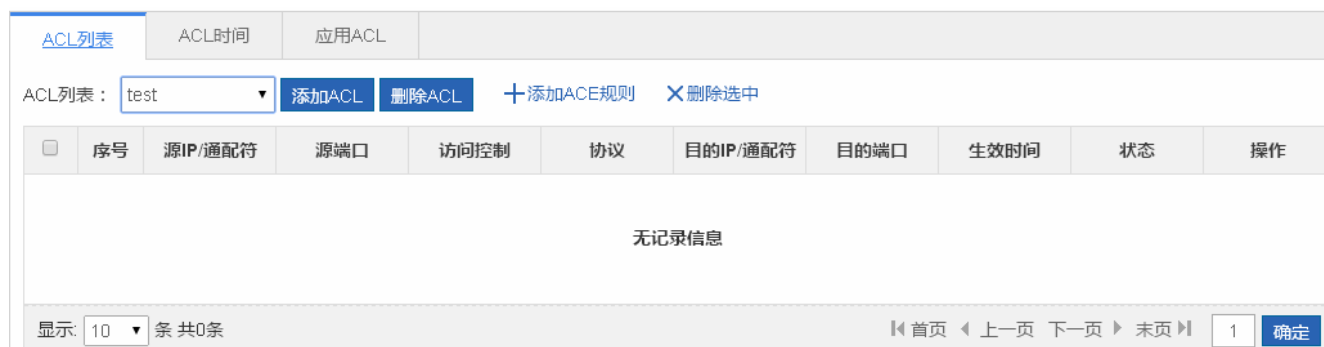 ACL列表 ACL时间 应用ACL
ACL列表： test 添加ACL 删除ACL 添加ACE规则 删除选中
序号 源IP/通配符 源端口 访问控制 协议 目的IP/通配符 目的端口 生效时间 状态 操作
无记录信息
显示: 10 条 共0条 首页 上一页 下一页 末页 1 确定